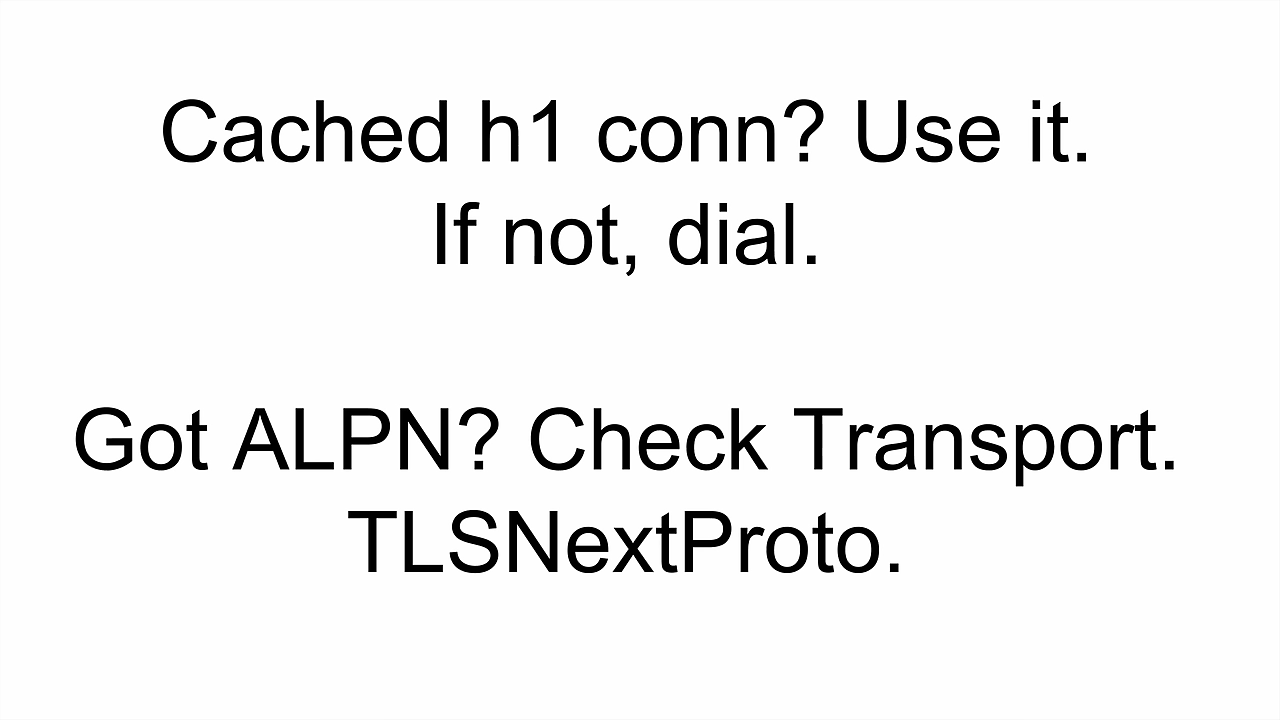 Cached h1 conn? Use it.
If not, dial.
Got ALPN? Check Transport.
TLSNextProto.